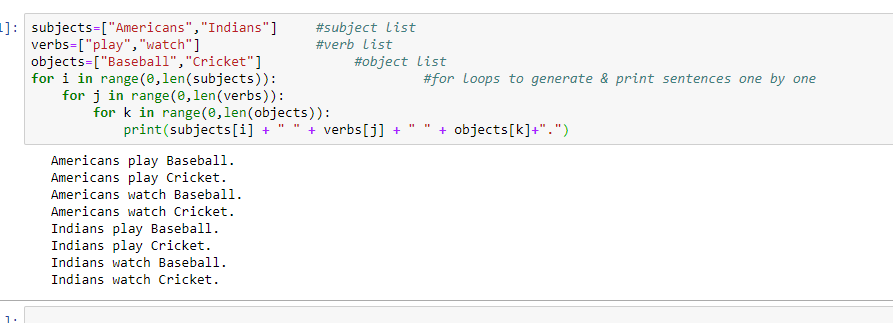 1]: subjects=["Americans","Indians"] #subject list
verbs=["play","watch"] #verb list
objects=["Baseball","Cricket"] #object list
for i in range(0,len(subjects)): #for loops to generate & print sentences one by one
for j in range(0,len(verbs)):
for k in range(0,len(objects)):
print(subjects[i] + " " + verbs[j] + " " + objects[k]+".")
Americans play Baseball.
Americans play Cricket.
Americans watch Baseball.
Americans watch Cricket.
Indians play Baseball.
Indians play Cricket.
Indians watch Baseball.
Indians watch Cricket.
]: